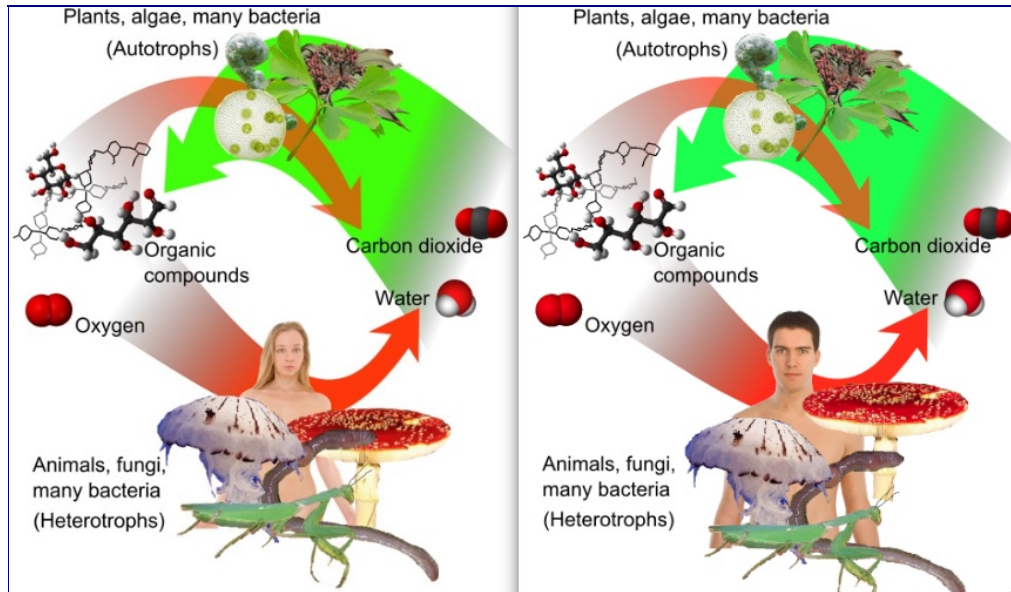 Plants, algae, many bacteria
(Autotrophs)
Carbon dioxide
Organic
compounds
Water
Oxygen
Animals, fungi,
many bacteria
(Heterotrophs)
Plants, algae, many bacteria
(Autotrophs)
Carbon dioxide
Organic
compounds
Water
Oxygen
Animals, fungi,
many bacteria
(Heterotrophs)